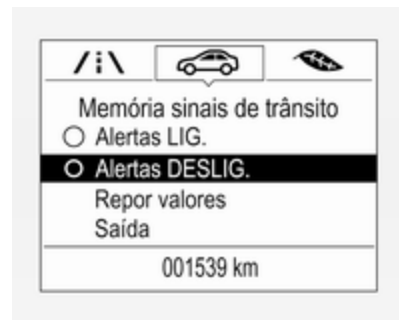 Memória sinais de trânsito
Alertas LIG.
Alertas DESLIG.
Repor valores
Saída
001539 km